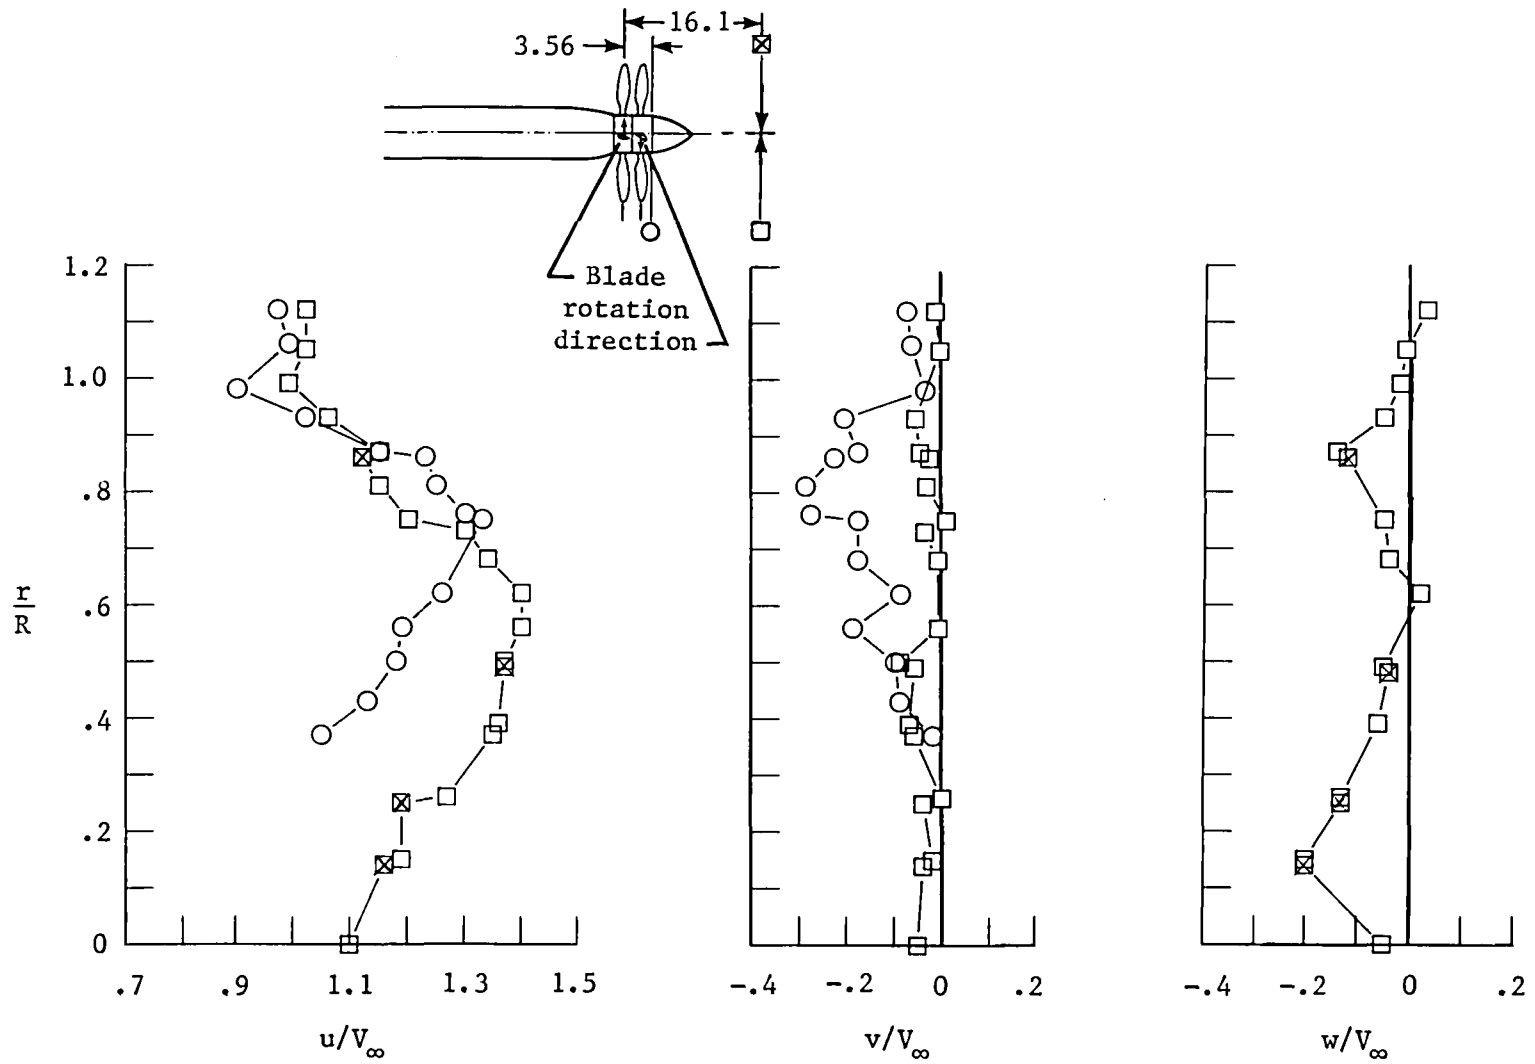 16.1
3.56
Blade
rotation
direction
1.2
1.0
.8
.6
.4
.2
0
r
R
.7 .9 1.1 1.3 1.5
u/V∞
-.4 -.2 0 .2
v/V∞
-.4 -.2 0 .2
w/V∞